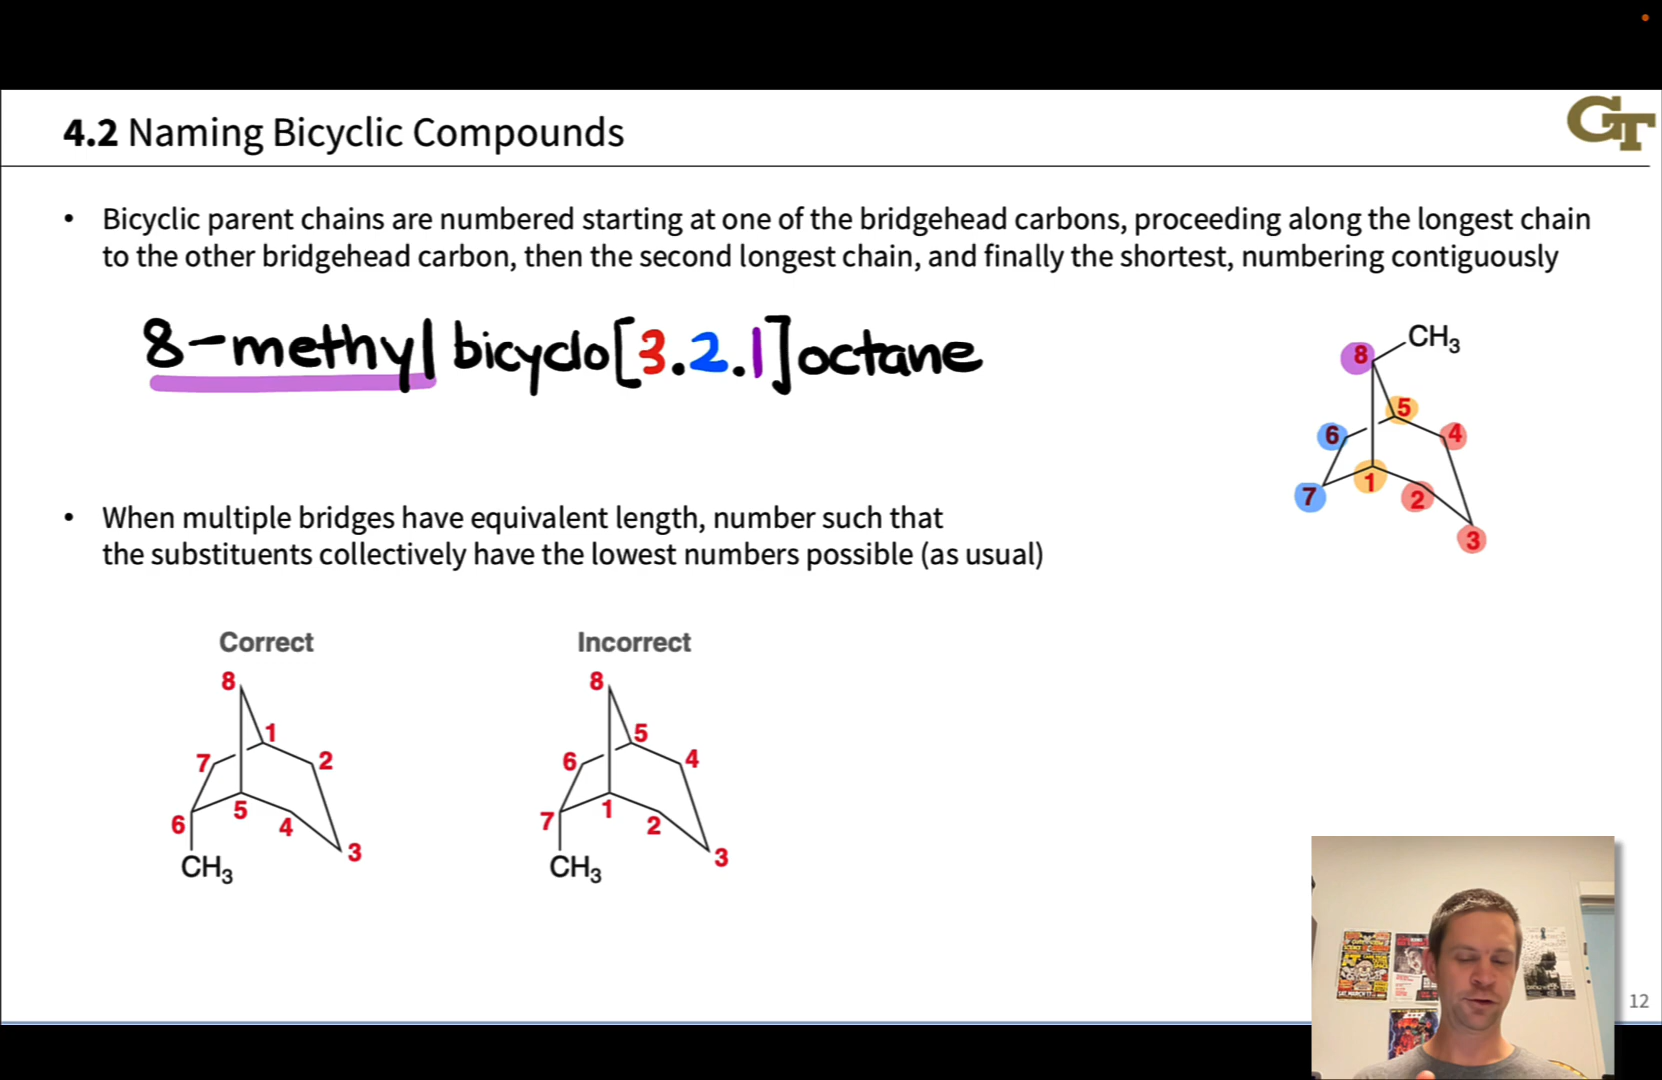 4.2 Naming Bicyclic Compounds
GT
• Bicyclic parent chains are numbered starting at one of the bridgehead carbons, proceeding along the longest chain
to the other bridgehead carbon, then the second longest chain, and finally the shortest, numbering contiguously
8-methyl bicyclo[3.2.1]octane
CH3
8
5
6
4
7
1
2
3
• When multiple bridges have equivalent length, number such that
the substituents collectively have the lowest numbers possible (as usual)
Correct
8
1
7
2
5
6
4
3
CH3
Incorrect
8
5
6
4
1
7
2
3
CH3
12